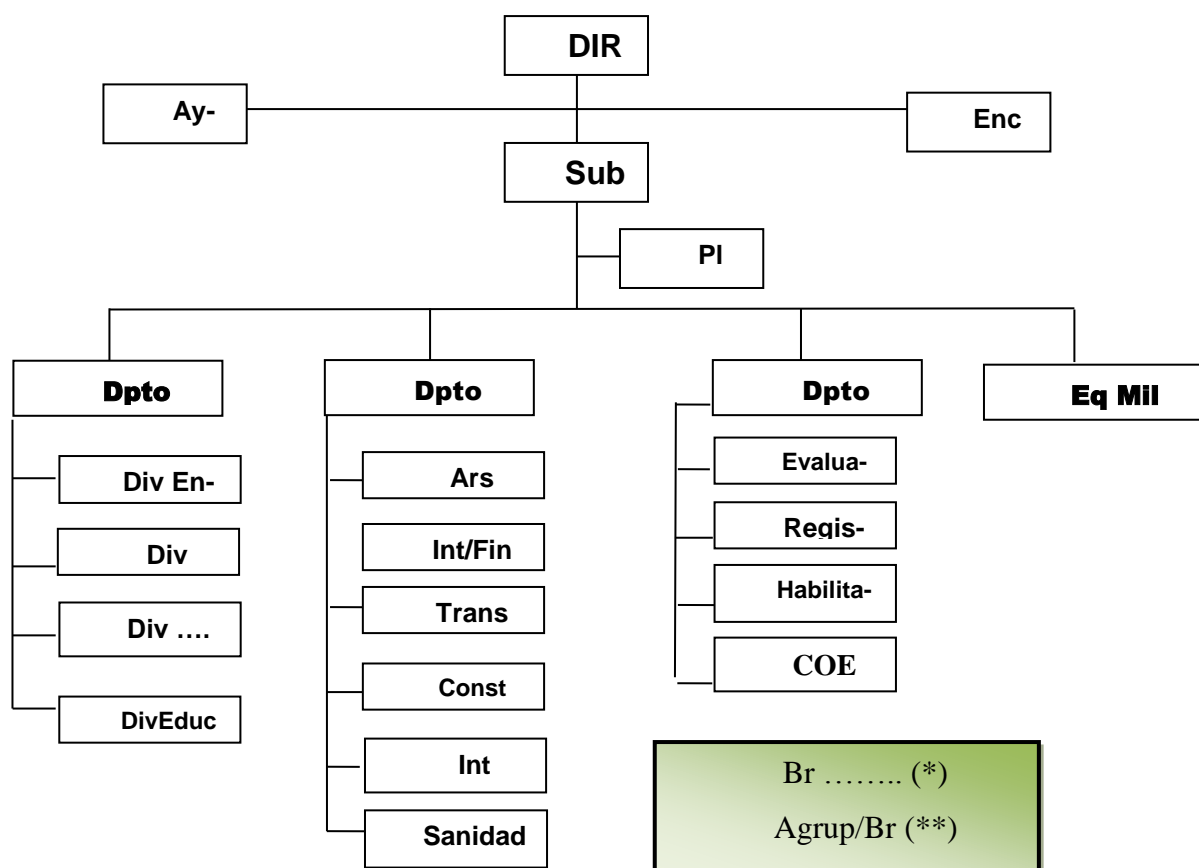 DIR
Ay-
Enc
Sub
Pl
Dpto
Dpto
Dpto
Eq Mil
Div En-
Div
Div ….
DivEduc
Ars
Int/Fin
Trans
Const
Int
Sanidad
Evalua-
Regis-
Habilita-
COE
Br …….. (*)
Agrup/Br (**)